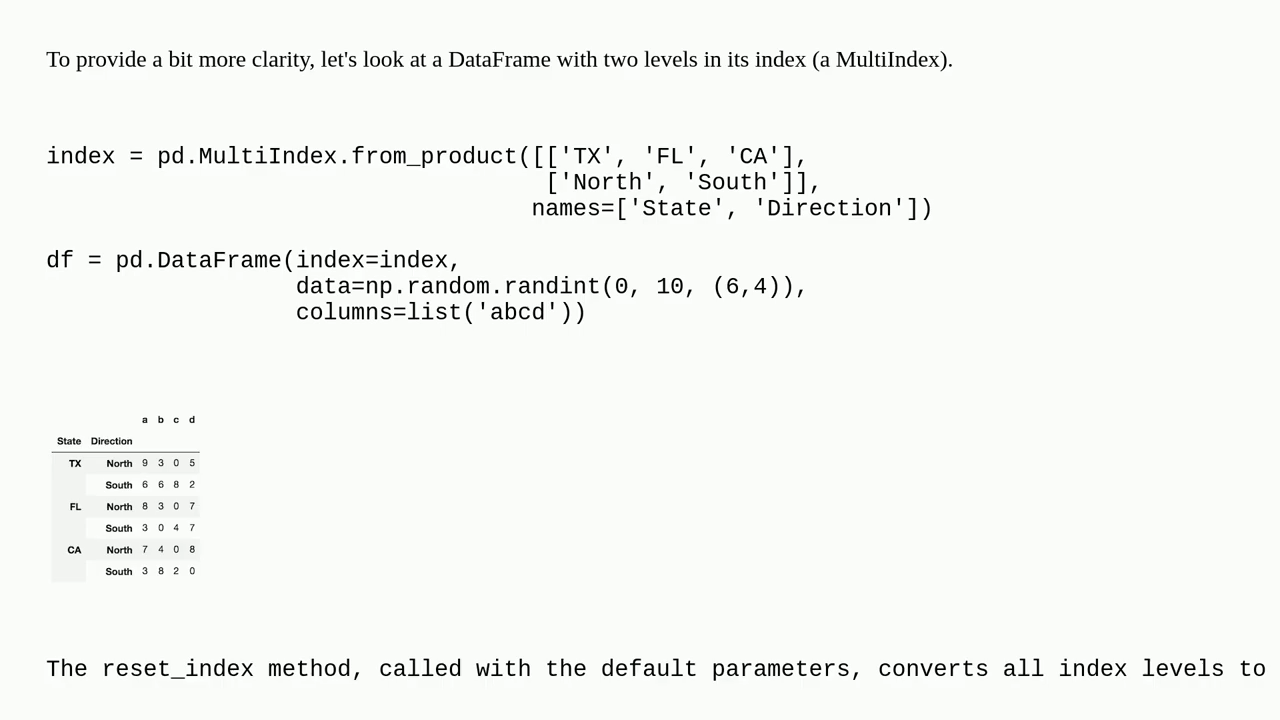 To provide a bit more clarity, let's look at a DataFrame with two levels in its index (a MultiIndex).
index = pd.MultiIndex.from_product([['TX', 'FL', 'CA'],
['North', 'South']],
names=['State', 'Direction'])
df = pd.DataFrame(index=index,
data=np.random.randint(0, 10, (6,4)),
columns=list('abcd'))
a b c d
State Direction
TX North 9 3 0 5
South 6 6 8 2
FL North 8 3 0 7
South 3 0 4 7
CA North 7 4 0 8
South 3 8 2 0
The reset_index method, called with the default parameters, converts all index levels to